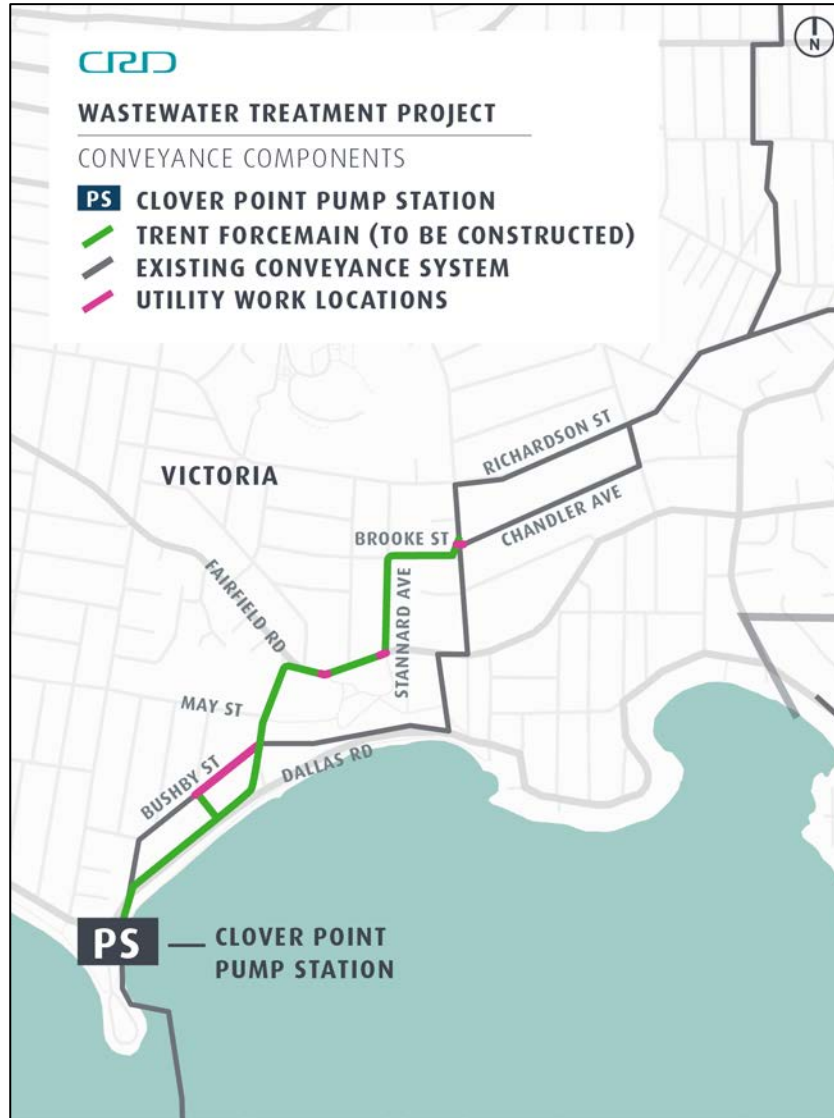 CRD
WASTEWATER TREATMENT PROJECT
CONVEYANCE COMPONENTS
PS CLOVER POINT PUMP STATION
TRENT FORCEMAIN (TO BE CONSTRUCTED)
EXISTING CONVEYANCE SYSTEM
UTILITY WORK LOCATIONS
N
RICHARDSON ST
VICTORIA
CHANDLER AVE
BROOKE ST
FAIRFIELD RD
STANNARD AVE
MAY ST
DALLAS RD
BUSHBY ST
PS
CLOVER POINT
PUMP STATION